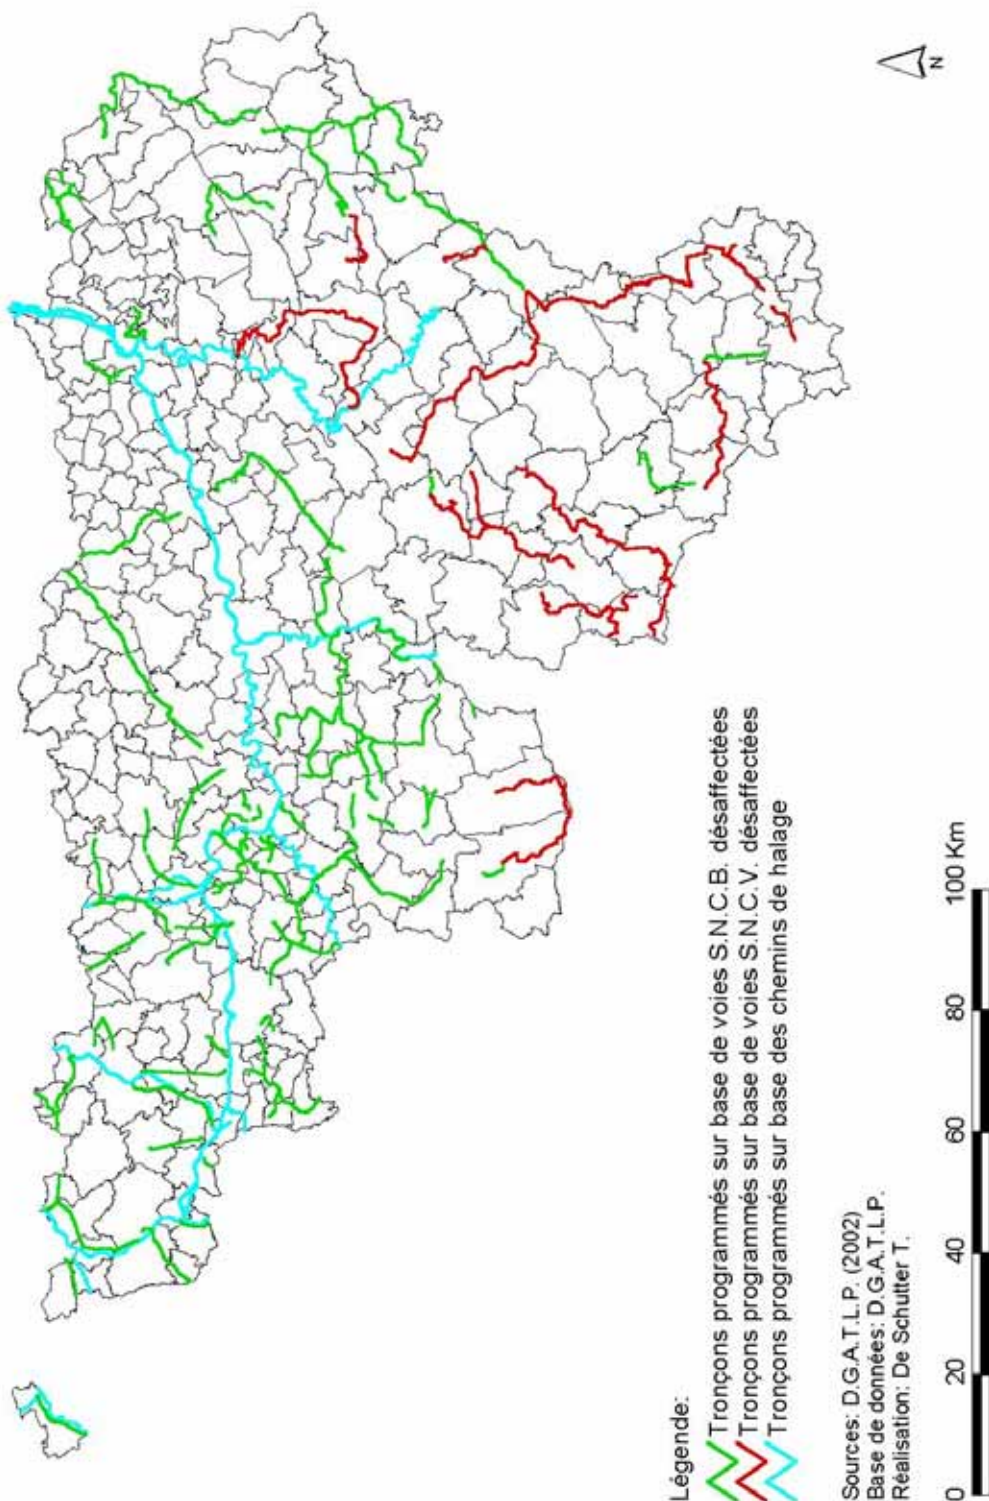 N
Légende:
Tronçons programmés sur base de voies S.N.C.B. désaffectées
Tronçons programmés sur base de voies S.N.C.V. désaffectées
Tronçons programmés sur base des chemins de halage
Sources: D.G.A.T.L.P. (2002)
Base de données: D.G.A.T.L.P.
Réalisation: De Schutter T.
0 20 40 60 80 100 Km